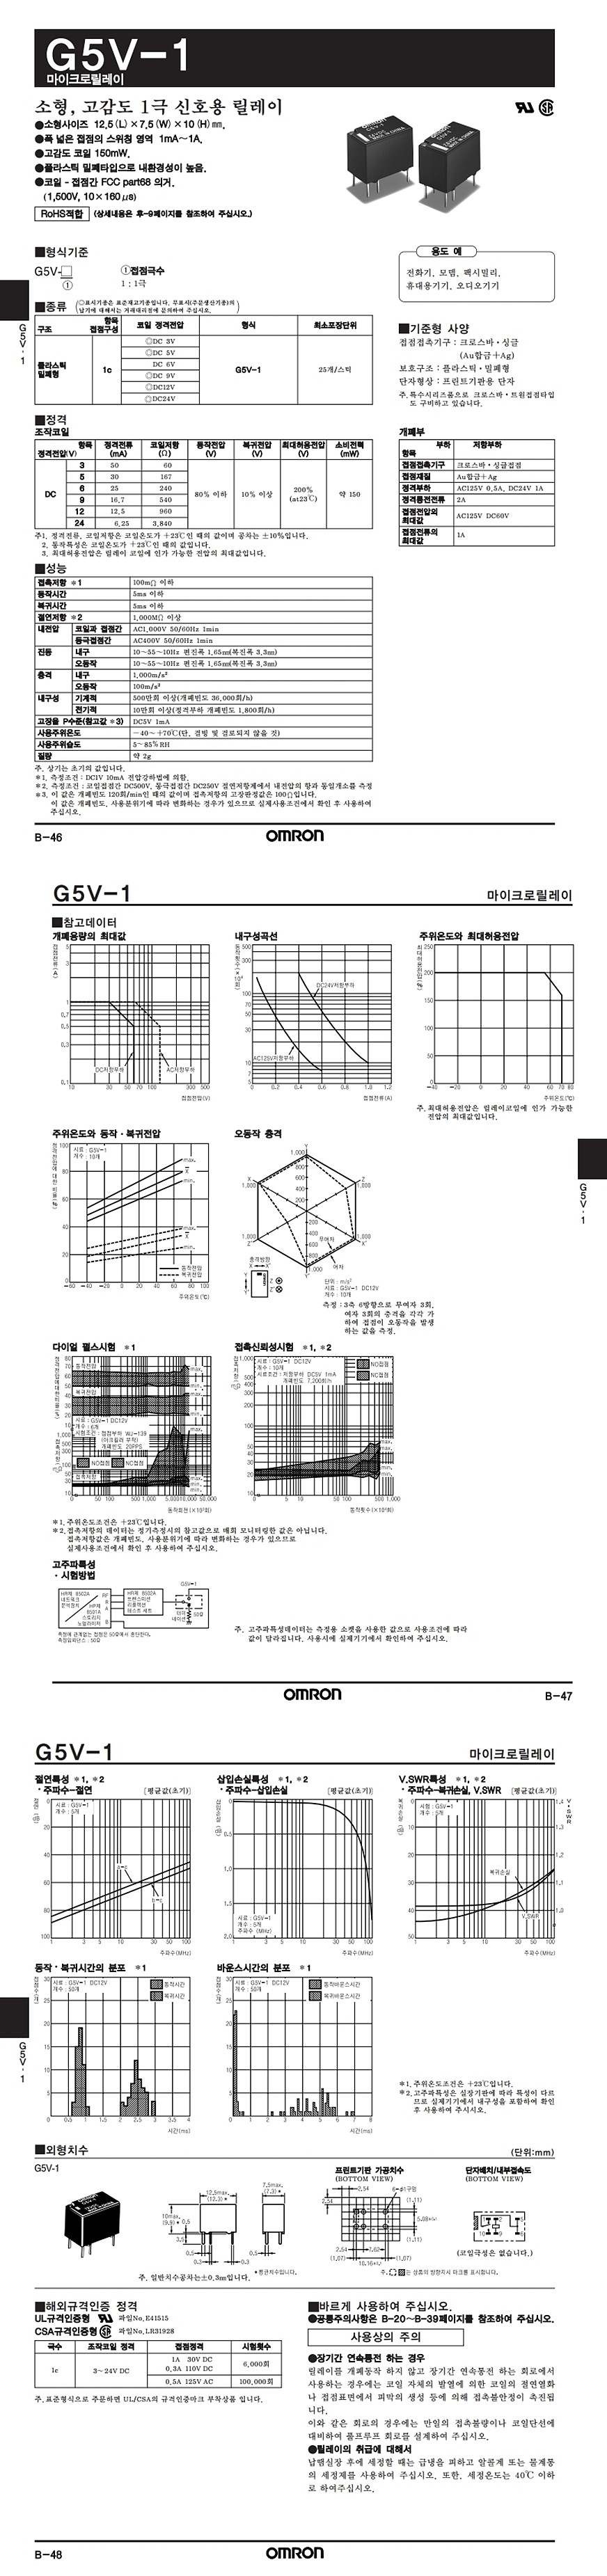 G5V-1
마이크로릴레이
소형, 고감도 1극 신호용 릴레이
●소형사이즈 12.5(L)×7.5(W)×10(H)㎜.
●폭 넓은 접점의 스위칭 영역 1mA~1A.
●고감도 코일 150mW.
●플라스틱 밀폐타입으로 내환경성이 높음.
●코일 - 접점간 FCC part68 의거.
(1,500V, 10×160㎲)
RoHS적합 (상세내용은 후-9페이지를 참조하여 주십시오.)
■형식기준
G5V-□
①
①접점극수
1 : 1극
용도 예
전화기, 모뎀, 팩시밀리,
휴대용기기, 오디오기기
■종류 (◎표시기종은 표준재고기종입니다. 무표시(주문생산기종)의 납기에 대해서는 거래대리점에 문의하여 주십시오.)
구조 항목 접점구성 코일 정격전압 형식 최소포장단위
플라스틱 밀폐형 1c ◎DC 3V G5V-1 25개/스틱
◎DC 5V
DC 6V
◎DC 9V
◎DC12V
◎DC24V
■기준형 사양
접점접촉기구 : 크로스바・싱글
(Au합금+Ag)
보호구조 : 플라스틱・밀폐형
단자형상 : 프린트기판용 단자
주. 특수시리즈품으로 크로스바・트윈접점타입
도 구비하고 있습니다.
■정격
조작코일
정격전압(V) 항목 정격전류(mA) 코일저항(Ω) 동작전압(V) 복귀전압(V) 최대허용전압(V) 소비전력(mW)
DC 3 50 60 80% 이하 10% 이상 200% (at23℃) 약 150
5 30 167
6 25 240
9 16.7 540
12 12.5 960
24 6.25 3,840
주1. 정격전류, 코일저항은 코일온도가 +23℃인 때의 값이며 공차는 ±10%입니다.
2. 동작특성은 코일온도가 +23℃인 때의 값입니다.
3. 최대허용전압은 릴레이 코일에 인가 가능한 전압의 최대값입니다.
개폐부
항목 부하 저항부하
접점접촉기구 크로스바・싱글접점
접점재질 Au합금+Ag
정격부하 AC125V 0.5A, DC24V 1A
정격통전전류 2A
접점전압의 최대값 AC125V DC60V
접점전류의 최대값 1A
■성능
접촉저항 *1 100mΩ 이하
동작시간 5ms 이하
복귀시간 5ms 이하
절연저항 *2 1,000MΩ 이상
내전압 코일과 접점간 AC1,000V 50/60Hz 1min
동극접점간 AC400V 50/60Hz 1min
진동 내구 10~55~10Hz 편진폭 1.65㎜(복진폭 3.3㎜)
오동작 10~55~10Hz 편진폭 1.65㎜(복진폭 3.3㎜)
충격 내구 1,000m/s²
오동작 100m/s²
내구성 기계적 500만회 이상(개폐빈도 36,000회/h)
전기적 10만회 이상(정격부하 개폐빈도 1,800회/h)
고장율 P수준(참고값 *3) DC5V 1mA
사용주위온도 -40~+70℃(단, 결빙 및 결로되지 않을 것)
사용주위습도 5~85%RH
질량 약 2g
주. 상기는 초기의 값입니다.
*1. 측정조건 : DC1V 10mA 전압강하법에 의함.
*2. 측정조건 : 코일접점간 DC500V, 동극접점간 DC250V 절연저항계에서 내전압의 항과 동일개소를 측정
*3. 이 값은 개폐빈도 120회/min인 때의 값이며 접촉저항의 고장판정값은 100Ω입니다.
이 값은 개폐빈도, 사용분위기에 따라 변화하는 경우가 있으므로 실제사용조건에서 확인 후 사용하여
주십시오.
B-46
OMRON
G5V-1
마이크로릴레이
■참고데이터
개폐용량의 최대값
내구성곡선
주위온도와 최대허용전압
접점전류(A)
DC저항부하
AC저항부하
접점전압(V)
DC24V저항부하
AC125V저항부하
접점전류(A)
최대허용전압(%)
주위온도(℃)
주. 최대허용전압은 릴레이코일에 인가 가능한
전압의 최대값입니다.
주위온도와 동작・복귀전압
오동작 충격
시료 : G5V-1
개수 : 10개
max.
x̄
min.
동작전압
복귀전압
주위온도(℃)
무여자
여자
충격방향
단위 : m/s²
시료 : G5V-1 DC12V
개수 : 10개
측정 : 3축 6방향으로 무여자 3회,
여자 3회의 충격을 각각 가
하여 접점이 오동작을 발생
하는 값을 측정.
다이얼 펄스시험 *1
접촉신뢰성시험 *1, *2
동작전압
복귀전압
시료 : G5V-1 DC12V
개수 : 6개
시험조건 : 접점부하 WJ-139
개폐빈도 20PPS
NO접점 NC접점
접촉저항
동작회전(×10³회)
시료 : G5V-1 DC12V
개수 : 10개
시료조건 : 저항부하 DC5V 1mA
개폐빈도 7,200회/h
NO접점
NC접점
동작횟수(×10⁴회)
*1. 주위온도조건은 +23℃입니다.
*2. 접촉저항의 데이터는 정기측정시의 참고값으로 매회 모니터링한 값은 아닙니다.
접촉저항값은 개폐빈도, 사용분위기에 따라 변화하는 경우가 있으므로
실제사용조건에서 확인 후 사용하여 주십시오.
고주파특성
・시험방법
G5V-1
HR제 8502A
트랜스미션
리플렉션
테스트 세트
50Ω
측정에 관계없는 접점은 50Ω에서 종단한다.
측정임피던스 : 50Ω
주. 고주파특성데이터는 측정용 소켓을 사용한 값으로 사용조건에 따라
값이 달라집니다. 사용시에 실제기기에서 확인하여 주십시오.
OMRON
B-47
G5V-1
마이크로릴레이
절연특성 *1, *2
・주파수-절연 [평균값(초기)]
삽입손실특성 *1, *2
・주파수-삽입손실 [평균값(초기)]
V.SWR특성 *1, *2
・주파수-복귀손실, V.SWR [평균값(초기)]
시료 : G5V-1
개수 : 5개
주파수(MHz)
시료 : G5V-1
개수 : 5개
주파수(MHz)
복귀손실
V.SWR
주파수(MHz)
동작・복귀시간의 분포 *1
바운스시간의 분포 *1
시료 : G5V-1 DC12V
개수 : 50개
동작시간
복귀시간
시간(ms)
시료 : G5V-1 DC12V
개수 : 50개
동작바운스시간
복귀바운스시간
시간(ms)
*1. 주위온도조건은 +23℃입니다.
*2. 고주파특성은 실장기판에 따라 특성이 다르
므로 실제기기에서 내구성을 포함하여 확인
후 사용하여 주시시오.
■외형치수
(단위:mm)
G5V-1
프린트기판 가공치수
(BOTTOM VIEW)
단자배치/내부접속도
(BOTTOM VIEW)
12.5max. (12.3)*
7.5max. (7.3)*
10max. (9.9)*
0.5
3.5
0.3
2.54
(1.11)
5.08
7.62
(1.07)
10.16
(코일극성은 없습니다.)
주. 일반치수공차는±0.3㎜입니다.
*평균치수입니다.
주. 는 상품의 방향지시 마크를 표시합니다.
■해외규격인증 정격
UL규격인증형 파일No.E41515
CSA규격인증형 파일No.LR31928
극수 조작코일 정격 접점정격 시험횟수
1c 3~24V DC 1A 30V DC 6,000회
0.3A 110V DC
0.5A 125V AC 100,000회
주. 표준형식으로 주문하면 UL/CSA의 규격인증마크 부착상품 입니다.
■바르게 사용하여 주십시오.
●공통주의사항은 B-20~B-39페이지를 참조하여 주십시오.
사용상의 주의
●장기간 연속통전 하는 경우
릴레이를 개폐동작 하지 않고 장기간 연속통전 하는 회로에서
사용하는 경우에는 코일 자체의 발열에 의한 코일의 절연열화
나 접점표면에서 피막의 생성 등에 의해 접촉불안정이 촉진됩
니다.
이와 같은 회로의 경우에는 만일의 접촉불량이나 코일단선에
대비하여 풀프루프 회로를 설계하여 주십시오.
●릴레이의 취급에 대해서
납땜실장 후에 세정할 때는 급냉을 피하고 알콜계 또는 물계통
의 세정제를 사용하여 주십시오. 또한, 세정온도는 40℃ 이하
로 하여주십시오.
B-48
OMRON